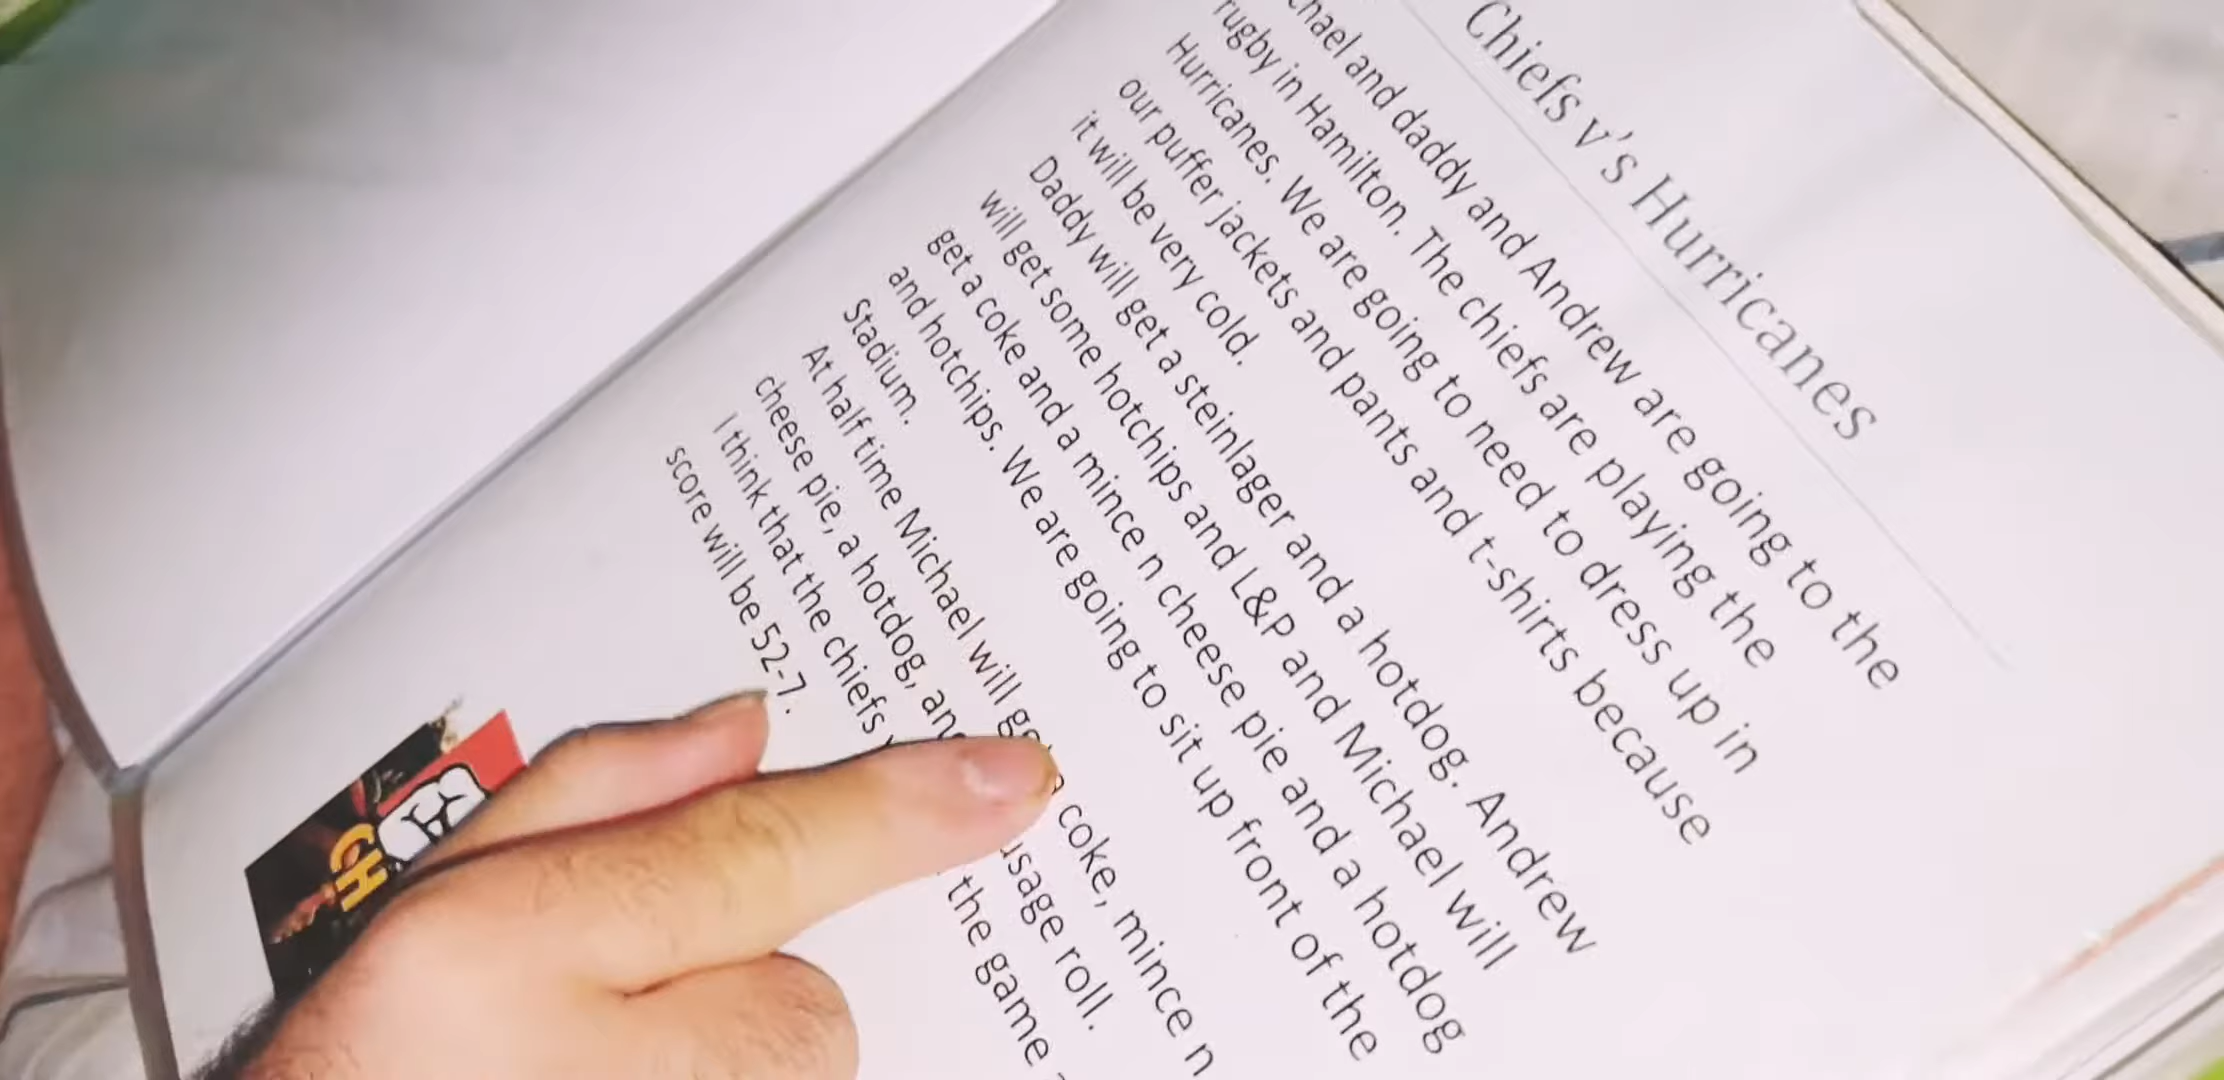 Chiefs v's Hurricanes
and daddy and Andrew are going to the
rugby in Hamilton. The chiefs are playing the
Hurricanes. We are going to need to dress up in
our puffer jackets and pants and t-shirts because
it will be very cold.
Daddy will get a steinlager and a hotdog. Andrew
will get some hotchips and L&P and Michael will
get a coke and a mince n cheese pie and a hotdog
and hotchips. We are going to sit up front of the
Stadium.
At half time Michael will coke, mince n
cheese pie, a hotdog, roll.
I think that the chiefs the game
score will be 52-7.
CH